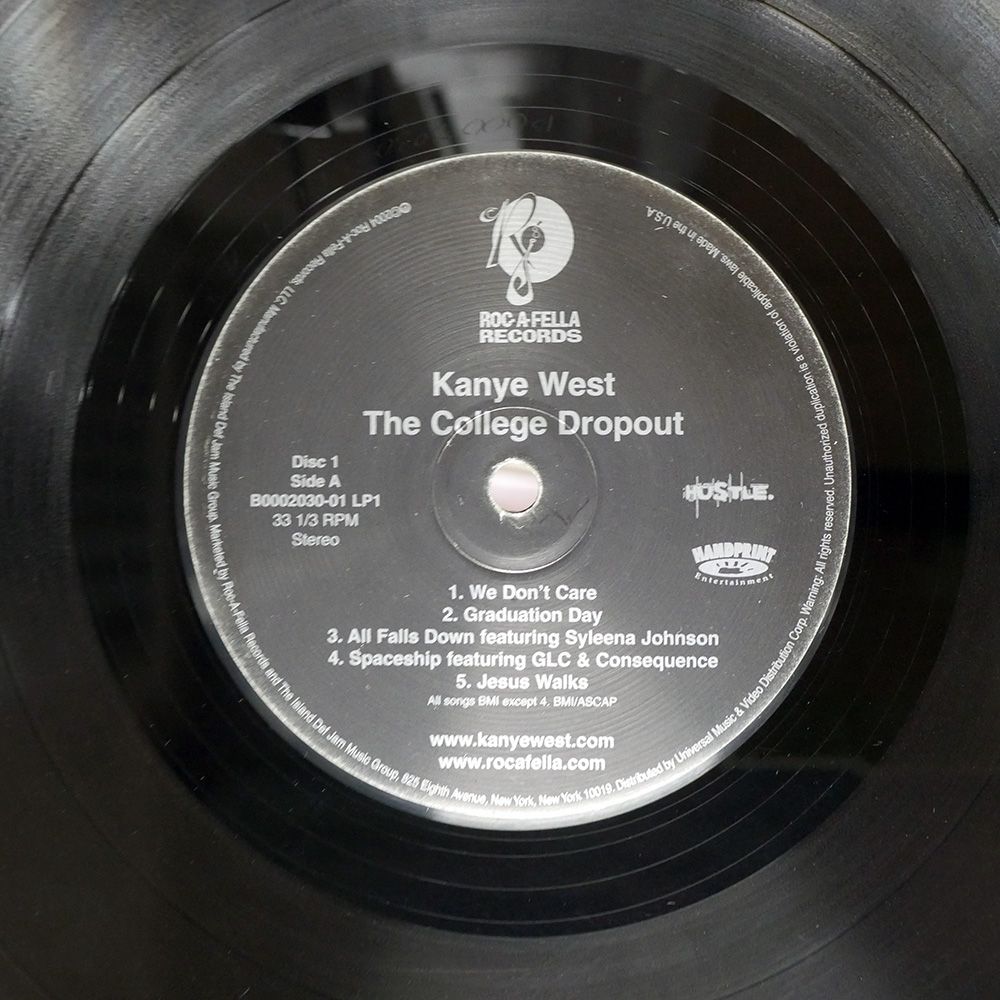 ROC-A-FELLA
RECORDS
Kanye West
The College Dropout
Disc 1
Side A
B0002030-01 LP1
33 1/3 RPM
Stereo
HUSTLE.
HANDPRINT
Entertainment
1. We Don't Care
2. Graduation Day
3. All Falls Down featuring Syleena Johnson
4. Spaceship featuring GLC & Consequence
5. Jesus Walks
All songs BMI except 4. BMI/ASCAP
www.kanyewest.com
www.rocafella.com
℗©2004 Roc-A-Fella Records, LLC. Manufactured by The Island Def Jam Music Group. Marketed by Roc-A-Fella Records and The Island Def Jam Music Group, 825 Eighth Avenue, New York, New York 10019. Distributed by Universal Music & Video Distribution Corp. Warning: All rights reserved. Unauthorized duplication is a violation of applicable laws. Made in the U.S.A.